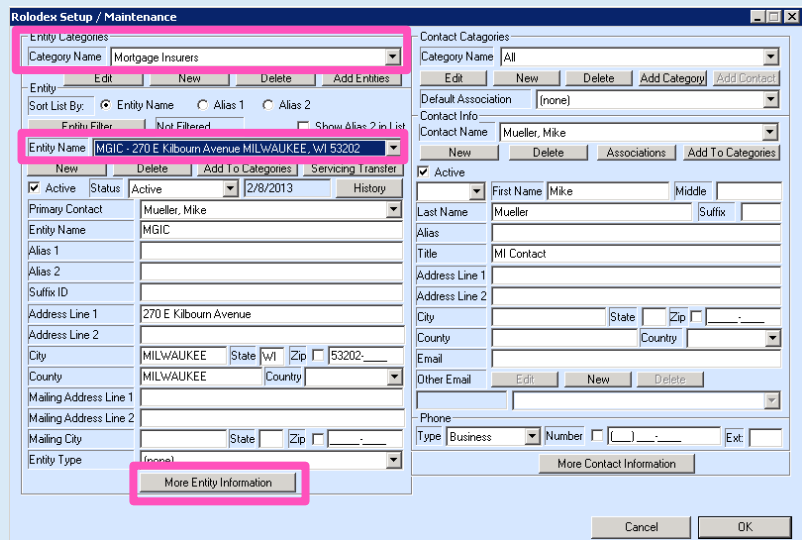 Rolodex Setup / Maintenance
Entity Categories
Category Name Mortgage Insurers
Edit New Delete Add Entities
Entity
Sort List By: Entity Name Alias 1 Alias 2
Entity Filter Not Filtered Show Alias 2 in List
Entity Name MGIC - 270 E Kilbourn Avenue MILWAUKEE, WI 53202
New Delete Add To Categories Servicing Transfer
Active Status Active 2/8/2013 History
Primary Contact Mueller, Mike
Entity Name MGIC
Alias 1
Alias 2
Suffix ID
Address Line 1 270 E Kilbourn Avenue
Address Line 2
City MILWAUKEE State WI Zip 53202-____
County MILWAUKEE Country
Mailing Address Line 1
Mailing Address Line 2
Mailing City State Zip _____-____
Entity Type (none)
More Entity Information
Contact Catagories
Category Name All
Edit New Delete Add Category Add Contact
Default Association (none)
Contact Info
Contact Name Mueller, Mike
New Delete Associations Add To Categories
Active
First Name Mike Middle
Last Name Mueller Suffix
Alias
Title MI Contact
Address Line 1
Address Line 2
City State Zip _____-____
County Country
Email
Other Email Edit New Delete
Phone
Type Business Number (___) ___-____ Ext:
More Contact Information
Cancel OK